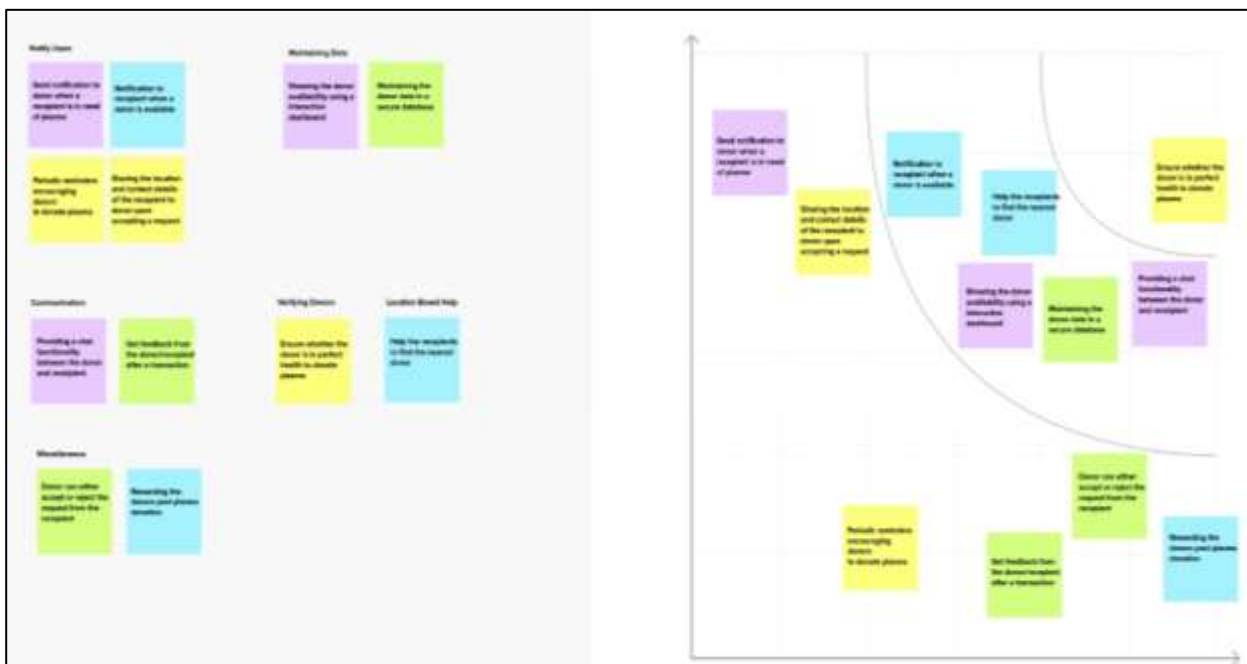 Notify Users
Maintaining Data
Send notification to
donor when a
recipient is in need
of plasma
Notification to
recipient when a
donor is available
Showing the donor
availability using a
interactive
dashboard
Maintaining the
donor data in a
secure database
Periodic reminders
encouraging
donors
to donate plasma
Sharing the location
and contact details
of the recipient to
donor upon
accepting a request
Communication
Verifying Donors
Location Based Help
Providing a chat
functionality
between the donor
and recipient
Get feedback from
the donor/recipient
after a transaction
Ensure whether the
donor is in perfect
health to donate
plasma
Help the recipients
to find the nearest
donor
Miscellaneous
Donor can either
accept or reject the
request from the
recipient
Rewarding the
donors post plasma
donation
Send notification to
donor when a
recipient is in need
of plasma
Sharing the location
and contact details
of the recipient to
donor upon
accepting a request
Notification to
recipient when a
donor is available
Help the recipients
to find the nearest
donor
Ensure whether the
donor is in perfect
health to donate
plasma
Showing the donor
availability using a
interactive
dashboard
Maintaining the
donor data in a
secure database
Providing a chat
functionality
between the donor
and recipient
Donor can either
accept or reject the
request from the
recipient
Periodic reminders
encouraging
donors
to donate plasma
Get feedback from
the donor/recipient
after a transaction
Rewarding the
donors post plasma
donation